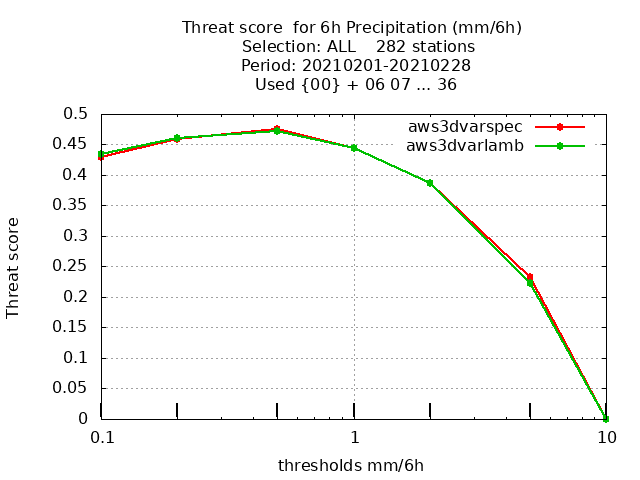 Threat score  for 6h Precipitation (mm/6h)
Selection: ALL    282 stations
Period: 20210201-20210228
Used {00} + 06 07 ... 36
aws3dvarspec
aws3dvarlamb
0.5
0.45
0.4
0.35
0.3
0.25
0.2
0.15
0.1
0.05
0
Threat score
0.1 1 10
thresholds mm/6h